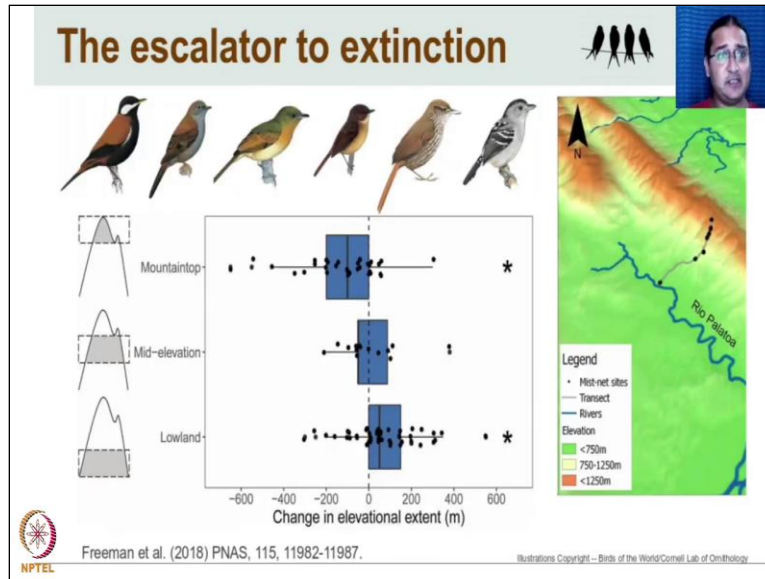 The escalator to extinction
Mountaintop
*
Mid-elevation
Lowland
*
−600 −400 −200 0 200 400 600
Change in elevational extent (m)
N
Rio Palatoa
Legend
Mist-net sites
Transect
Rivers
Elevation
<750m
750-1250m
<1250m
NPTEL
Freeman et al. (2018) PNAS, 115, 11982-11987.
Illustrations Copyright -- Birds of the World/Cornell Lab of Ornithology